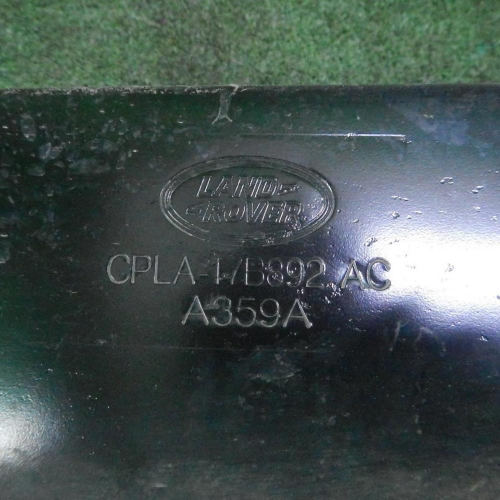 LAND-
-ROVER
CPLA-17B892 AC
A359A